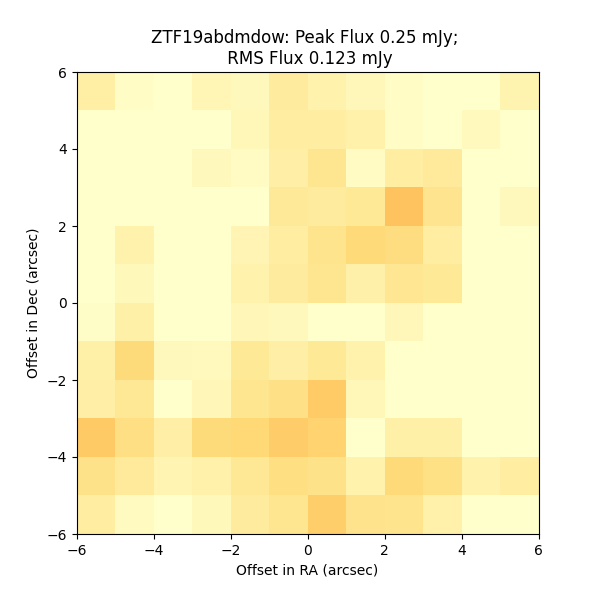 ZTF19abdmdow: Peak Flux 0.25 mJy;
RMS Flux 0.123 mJy
6
4
2
0
−2
−4
−6
Offset in Dec (arcsec)
−6 −4 −2 0 2 4 6
Offset in RA (arcsec)